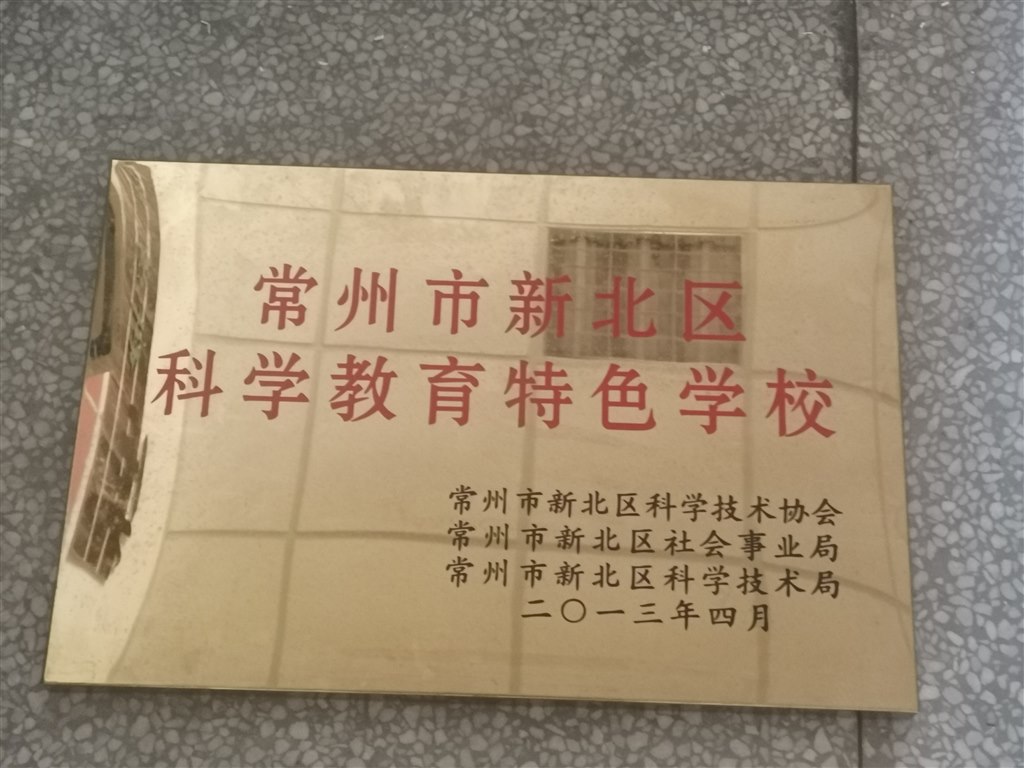 常州市新北区
科学教育特色学校
常州市新北区科学技术协会
常州市新北区社会事业局
常州市新北区科学技术局
二〇一三年四月